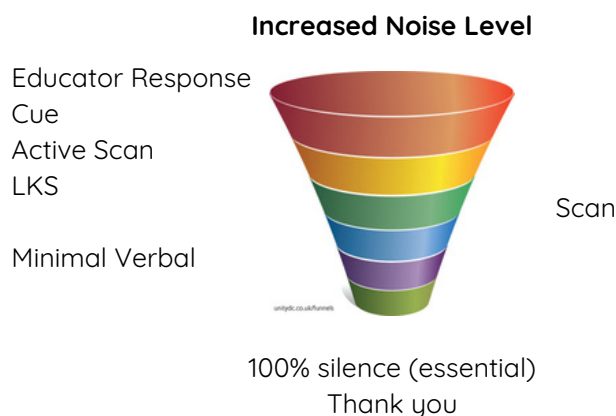 Increased Noise Level
Educator Response
Cue
Active Scan
LKS
Scan
Minimal Verbal
unitydc.co.uk/funnels
100% silence (essential)
Thank you